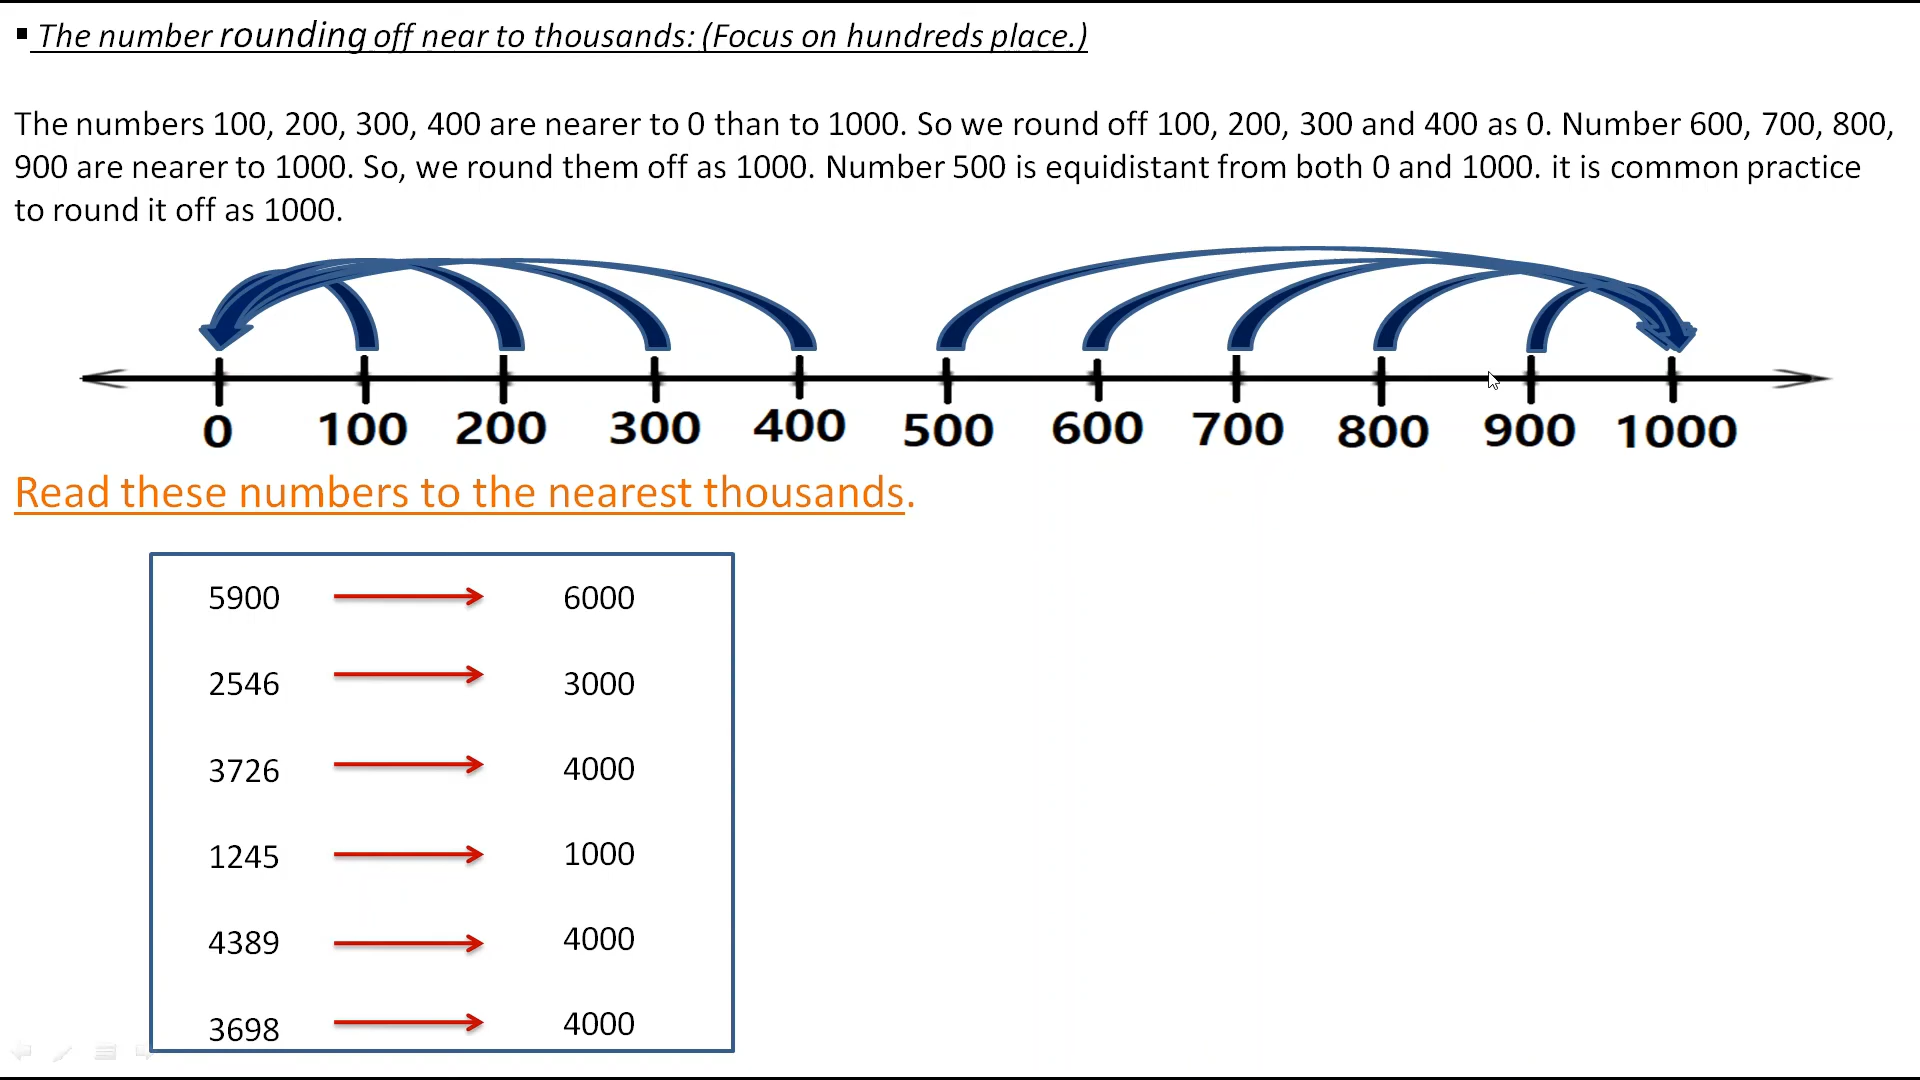 ▪ The number rounding off near to thousands: (Focus on hundreds place.)
The numbers 100, 200, 300, 400 are nearer to 0 than to 1000. So we round off 100, 200, 300 and 400 as 0. Number 600, 700, 800,
900 are nearer to 1000. So, we round them off as 1000. Number 500 is equidistant from both 0 and 1000. it is common practice
to round it off as 1000.
0 100 200 300 400 500 600 700 800 900 1000
Read these numbers to the nearest thousands.
5900 6000
2546 3000
3726 4000
1245 1000
4389 4000
3698 4000